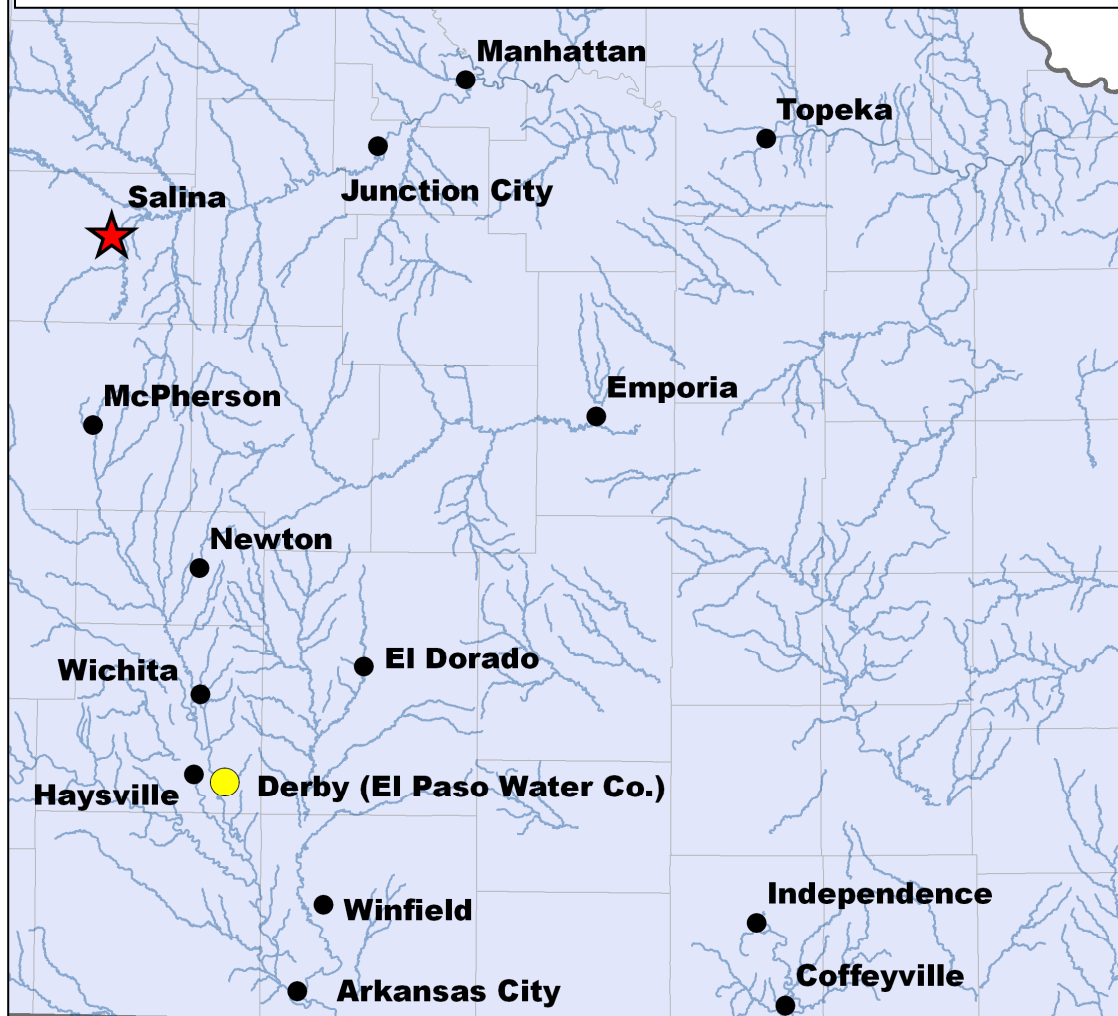 Manhattan
Topeka
Junction City
Salina
McPherson
Emporia
Newton
El Dorado
Wichita
Haysville
Derby (El Paso Water Co.)
Independence
Winfield
Coffeyville
Arkansas City